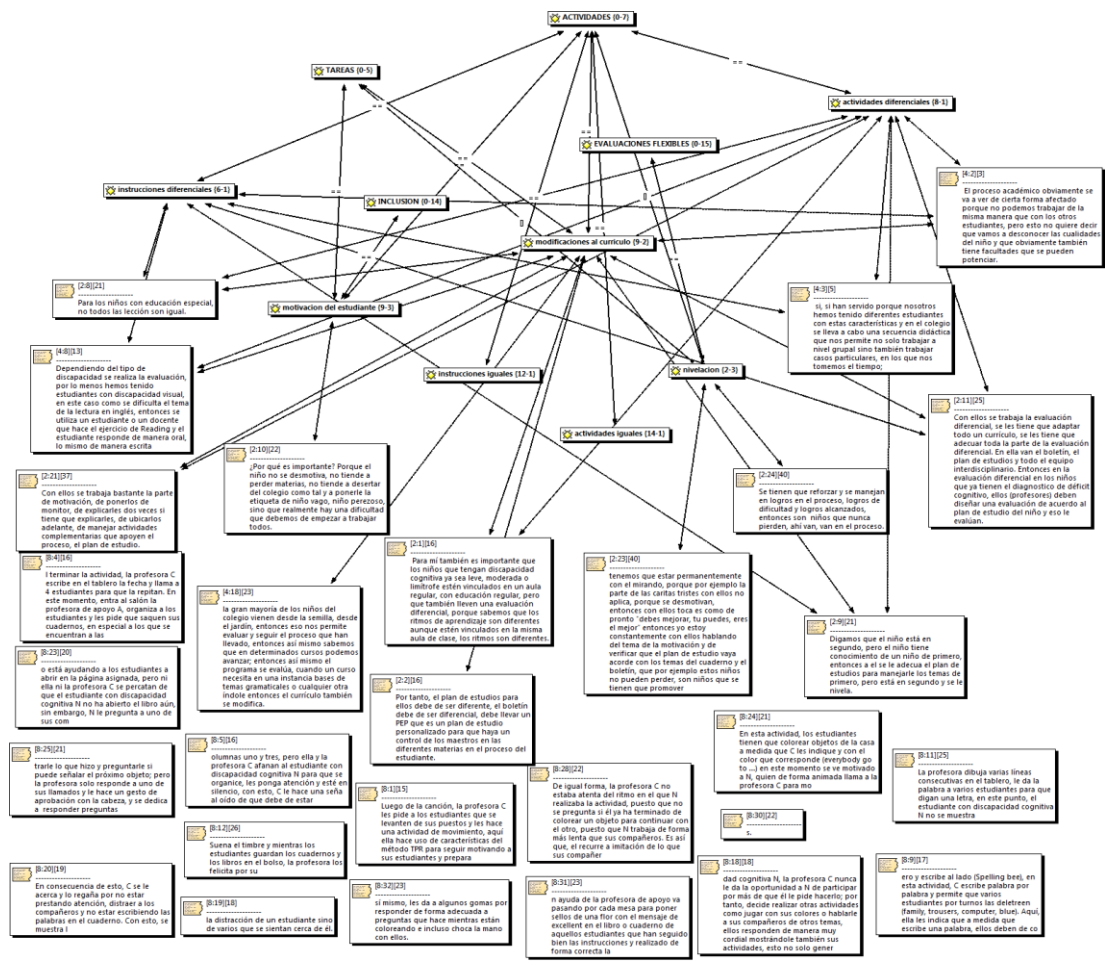 ACTIVIDADES {0-7}
==
TAREAS {0-5}
actividades diferenciales {8-1}
==
==
==
EVALUACIONES FLEXIBLES {0-15}
==
instrucciones diferenciales {6-1}
==
INCLUSION {0-14}
[]
==
[]
modificaciones al currículo {9-2}
==
[4:2][3]
--------------------
El proceso académico obviamente se
va a ver de cierta forma afectado
porque no podemos trabajar de la
misma manera que con los otros
estudiantes, pero esto no quiere decir
que vamos a desconocer las cualidades
del niño y que obviamente también
tiene facultades que se pueden
potenciar.
[2:8][21]
--------------------
Para los niños con educación especial,
no todos las lección son igual.
motivacion del estudiante {9-3}
[4:3][5]
--------------------
si, si han servido porque nosotros
hemos tenido diferentes estudiantes
con estas características y en el colegio
se lleva a cabo una secuencia didáctica
que nos permite no solo trabajar a
nivel grupal sino también trabajar
casos particulares, en los que nos
tomemos el tiempo;
[4:8][13]
--------------------
Dependiendo del tipo de
discapacidad se realiza la evaluación,
por lo menos hemos tenido
estudiantes con discapacidad visual,
en este caso como se dificulta el tema
de la lectura en inglés, entonces se
utiliza un estudiante o un docente
que hace el ejercicio de Reading y el
estudiante responde de manera oral,
lo mismo de manera escrita
instrucciones iguales {12-1}
nivelacion {2-3}
[2:11][25]
--------------------
Con ellos se trabaja la evaluación
diferencial, se les tiene que adaptar
todo un currículo, se les tiene que
adecuar toda la parte de la evaluación
diferencial. En ella van el boletín, el
plan de estudios y todo el equipo
interdisciplinario. Entonces en la
evaluación diferencial en los niños
que ya tienen el diagnostico de déficit
cognitivo, ellos (profesores) deben
diseñar una evaluación de acuerdo al
plan de estudio del niño y eso le
evalúan.
actividades iguales {14-1}
[2:10][22]
--------------------
¿Por qué es importante? Porque el
niño no se desmotiva, no tiende a
perder materias, no tiende a desertar
del colegio como tal y a ponerle la
etiqueta de niño vago, niño perezoso,
sino que realmente hay una dificultad
que debemos de empezar a trabajar
todos.
[2:21][37]
--------------------
Con ellos se trabaja bastante la parte
de motivación, de ponerlos de
monitor, de explicarles dos veces si
tiene que explicarles, de ubicarlos
adelante, de manejar actividades
complementarias que apoyen el
proceso, el plan de estudio.
[2:24][40]
--------------------
Se tienen que reforzar y se manejan
en logros en el proceso, logros de
dificultad y logros alcanzados,
entonces son niños que nunca
pierden, ahí van, van en el proceso.
[2:1][16]
--------------------
Para mí también es importante que
los niños que tengan discapacidad
cognitiva ya sea leve, moderada o
limítrofe estén vinculados en un aula
regular, con educación regular, pero
que también lleven una evaluación
diferencial, porque sabemos que los
ritmos de aprendizaje son diferentes
aunque estén vinculados en la misma
aula de clase, los ritmos son diferentes.
[8:4][16]
--------------------
l terminar la actividad, la profesora C
escribe en el tablero la fecha y llama a
4 estudiantes para que la repitan. En
este momento, entra al salón la
profesora de apoyo A, organiza a los
estudiantes y les pide que saquen sus
cuadernos, en especial a los que se
encuentran a las
[2:23][40]
--------------------
tenemos que estar permanentemente
con el mirando, porque por ejemplo la
parte de las caritas tristes con ellos no
aplica, porque se desmotivan,
entonces con ellos toca es como de
pronto ¨debes mejorar, tu puedes, eres
el mejor¨ entonces yo estoy
constantemente con ellos hablando
del tema de la motivación y de
verificar que el plan de estudio vaya
acorde con los temas del cuaderno y el
boletín, que por ejemplo estos niños
no pueden perder, son niños que se
tienen que promover
[4:18][23]
--------------------
la gran mayoría de los niños del
colegio vienen desde la semilla, desde
el jardín, entonces eso nos permite
evaluar y seguir el proceso que han
llevado, entonces así mismo sabemos
que en determinados cursos podemos
avanzar; entonces así mismo el
programa se evalúa, cuando un curso
necesita en una instancia bases de
temas gramaticales o cualquier otra
índole entonces el currículo también
se modifica.
[2:9][21]
--------------------
Digamos que el niño está en
segundo, pero el niño tiene
conocimiento de un niño de primero,
entonces a el se le adecua el plan de
estudios para manejarle los temas de
primero, pero está en segundo y se le
nivela.
[8:23][20]
--------------------
o está ayudando a los estudiantes a
abrir en la página asignada, pero ni
ella ni la profesora C se percatan de
que el estudiante con discapacidad
cognitiva N no ha abierto el libro aún,
sin embargo, N le pregunta a uno de
sus com
[2:2][16]
--------------------
Por tanto, el plan de estudios para
ellos debe de ser diferente, el boletín
debe de ser diferencial, debe llevar un
PEP que es un plan de estudio
personalizado para que haya un
control de los maestros en las
diferentes materias en el proceso del
estudiante.
[8:24][21]
--------------------
En esta actividad, los estudiantes
tienen que colorear objetos de la casa
a medida que C les indique y con el
color que corresponde (everybody go
to ...) en este momento se ve motivado
a N, quien de forma animada llama a la
profesora C para mo
[8:25][21]
--------------------
trarle lo que hizo y preguntarle si
puede señalar el próximo objeto; pero
la profesora solo responde a uno de
sus llamados y le hace un gesto de
aprobación con la cabeza, y se dedica
a responder preguntas
[8:5][16]
--------------------
olumnas uno y tres, pero ella y la
profesora C afanan al estudiante con
discapacidad cognitiva N para que se
organice, les ponga atención y esté en
silencio, con esto, C le hace una seña
al oído de que debe de estar
[8:11][25]
--------------------
La profesora dibuja varias líneas
consecutivas en el tablero, le da la
palabra a varios estudiantes para que
digan una letra, en este punto, el
estudiante con discapacidad cognitiva
N no se muestra
[8:28][22]
--------------------
De igual forma, la profesora C no
estaba atenta del ritmo en el que N
realizaba la actividad, puesto que no
se pregunta si él ya ha terminado de
colorear un objeto para continuar con
el otro, puesto que N trabaja de forma
más lenta que sus compañeros. Es así
que, el recurre a imitación de lo que
sus compañer
[8:1][15]
--------------------
Luego de la canción, la profesora C
les pide a los estudiantes que se
levanten de sus puestos y les hace
una actividad de movimiento, aquí
ella hace uso de características del
método TPR para seguir motivando a
sus estudiantes y prepara
[8:30][22]
--------------------
s.
[8:12][26]
--------------------
Suena el timbre y mientras los
estudiantes guardan los cuadernos y
los libros en el bolso, la profesora los
felicita por su
[8:20][19]
--------------------
En consecuencia de esto, C se le
acerca y lo regaña por no estar
prestando atención, distraer a los
compañeros y no estar escribiendo las
palabras en el cuaderno. Con esto, se
muestra l
[8:18][18]
--------------------
dad cognitiva N, la profesora C nunca
le da la oportunidad a N de participar
por más de que él le pide hacerlo; por
tanto, decide realizar otras actividades
como jugar con sus colores o hablarle
a sus compañeros de otros temas,
ellos responden de manera muy
cordial mostrándole también sus
actividades, esto no solo gener
[8:9][17]
--------------------
ero y escribe al lado (Spelling bee), en
esta actividad, C escribe palabra por
palabra y permite que varios
estudiantes por turnos las deletreen
(family, trousers, computer, blue). Aquí,
ella les indica que a medida que
escribe una palabra, ellos deben de co
[8:32][23]
--------------------
sí mismo, les da a algunos gomas por
responder de forma adecuada a
preguntas que hace mientras están
coloreando e incluso choca la mano
con ellos.
[8:31][23]
--------------------
n ayuda de la profesora de apoyo va
pasando por cada mesa para poner
sellos de una flor con el mensaje de
excellent en el libro o cuaderno de
aquellos estudiantes que han seguido
bien las instrucciones y realizado de
forma correcta la
[8:19][18]
--------------------
la distracción de un estudiante sino
de varios que se sientan cerca de él.